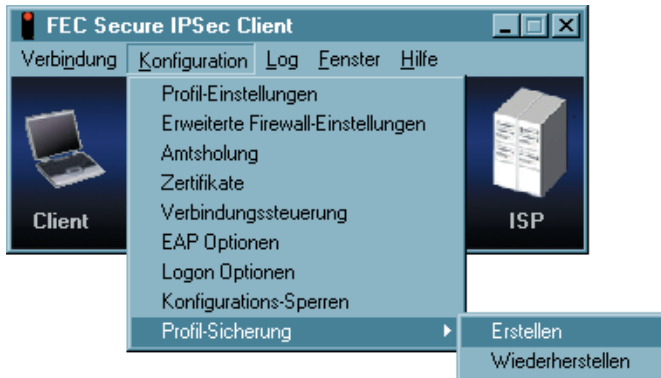 FEC Secure IPSec Client
Verbindung Konfiguration Log Fenster Hilfe
Profil-Einstellungen
Erweiterte Firewall-Einstellungen
Amtsholung
Zertifikate
Verbindungssteuerung
EAP Optionen
Logon Optionen
Konfigurations-Sperren
Profil-Sicherung
Erstellen
Wiederherstellen
Client
ISP